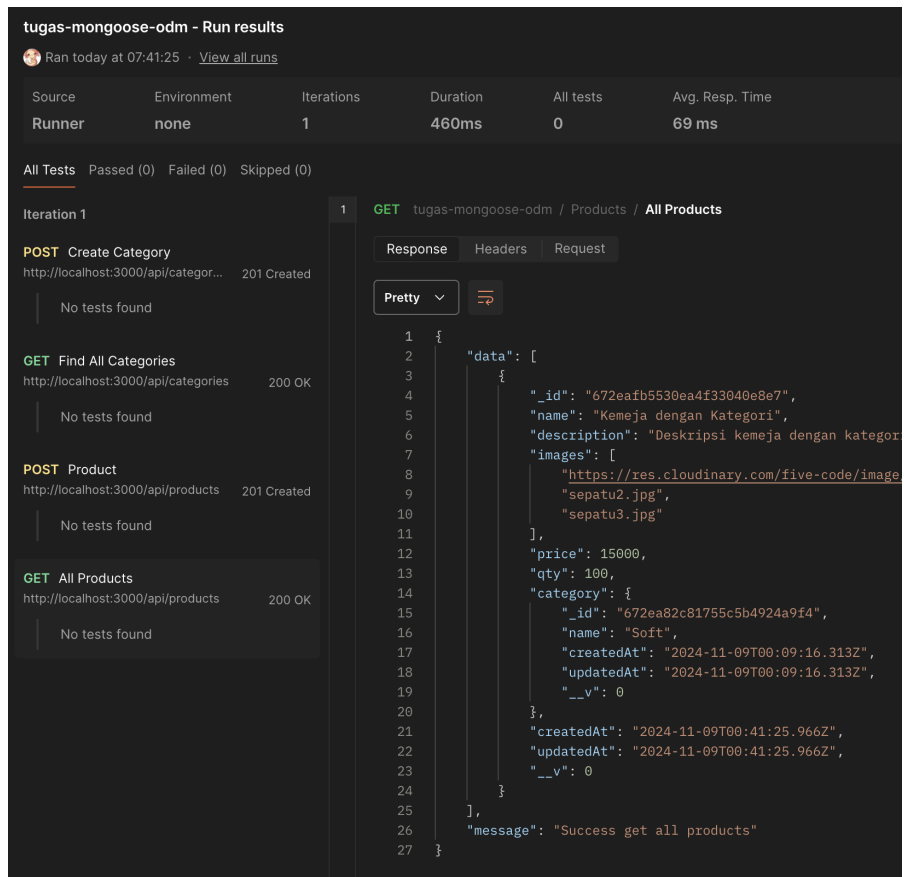 tugas-mongoose-odm - Run results
Ran today at 07:41:25 · View all runs
Source Environment Iterations Duration All tests Avg. Resp. Time
Runner none 1 460ms 0 69 ms
All Tests Passed (0) Failed (0) Skipped (0)
Iteration 1
POST Create Category
http://localhost:3000/api/categor... 201 Created
No tests found
GET Find All Categories
http://localhost:3000/api/categories 200 OK
No tests found
POST Product
http://localhost:3000/api/products 201 Created
No tests found
GET All Products
http://localhost:3000/api/products 200 OK
No tests found
1
GET tugas-mongoose-odm / Products / All Products
Response Headers Request
Pretty
1 {
2 "data": [
3 {
4 "_id": "672eafb5530ea4f33040e8e7",
5 "name": "Kemeja dengan Kategori",
6 "description": "Deskripsi kemeja dengan kategori
7 "images": [
8 "https://res.cloudinary.com/five-code/image/
9 "sepatu2.jpg",
10 "sepatu3.jpg"
11 ],
12 "price": 15000,
13 "qty": 100,
14 "category": {
15 "_id": "672ea82c81755c5b4924a9f4",
16 "name": "Soft",
17 "createdAt": "2024-11-09T00:09:16.313Z",
18 "updatedAt": "2024-11-09T00:09:16.313Z",
19 "__v": 0
20 },
21 "createdAt": "2024-11-09T00:41:25.966Z",
22 "updatedAt": "2024-11-09T00:41:25.966Z",
23 "__v": 0
24 }
25 ],
26 "message": "Success get all products"
27 }